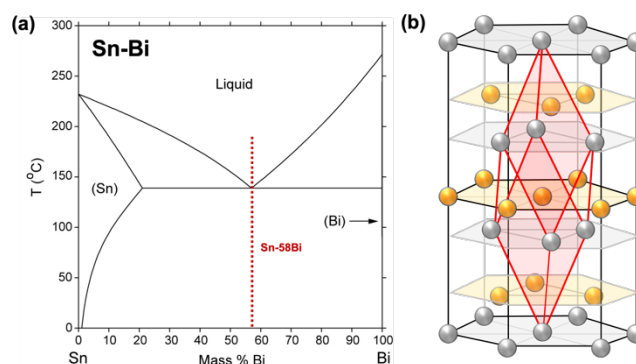 (a)
Sn-Bi
Liquid
(Sn)
(Bi)
Sn-58Bi
T (°C)
300
250
200
150
100
50
0
0 10 20 30 40 50 60 70 80 90 100
Sn Mass % Bi Bi
(b)